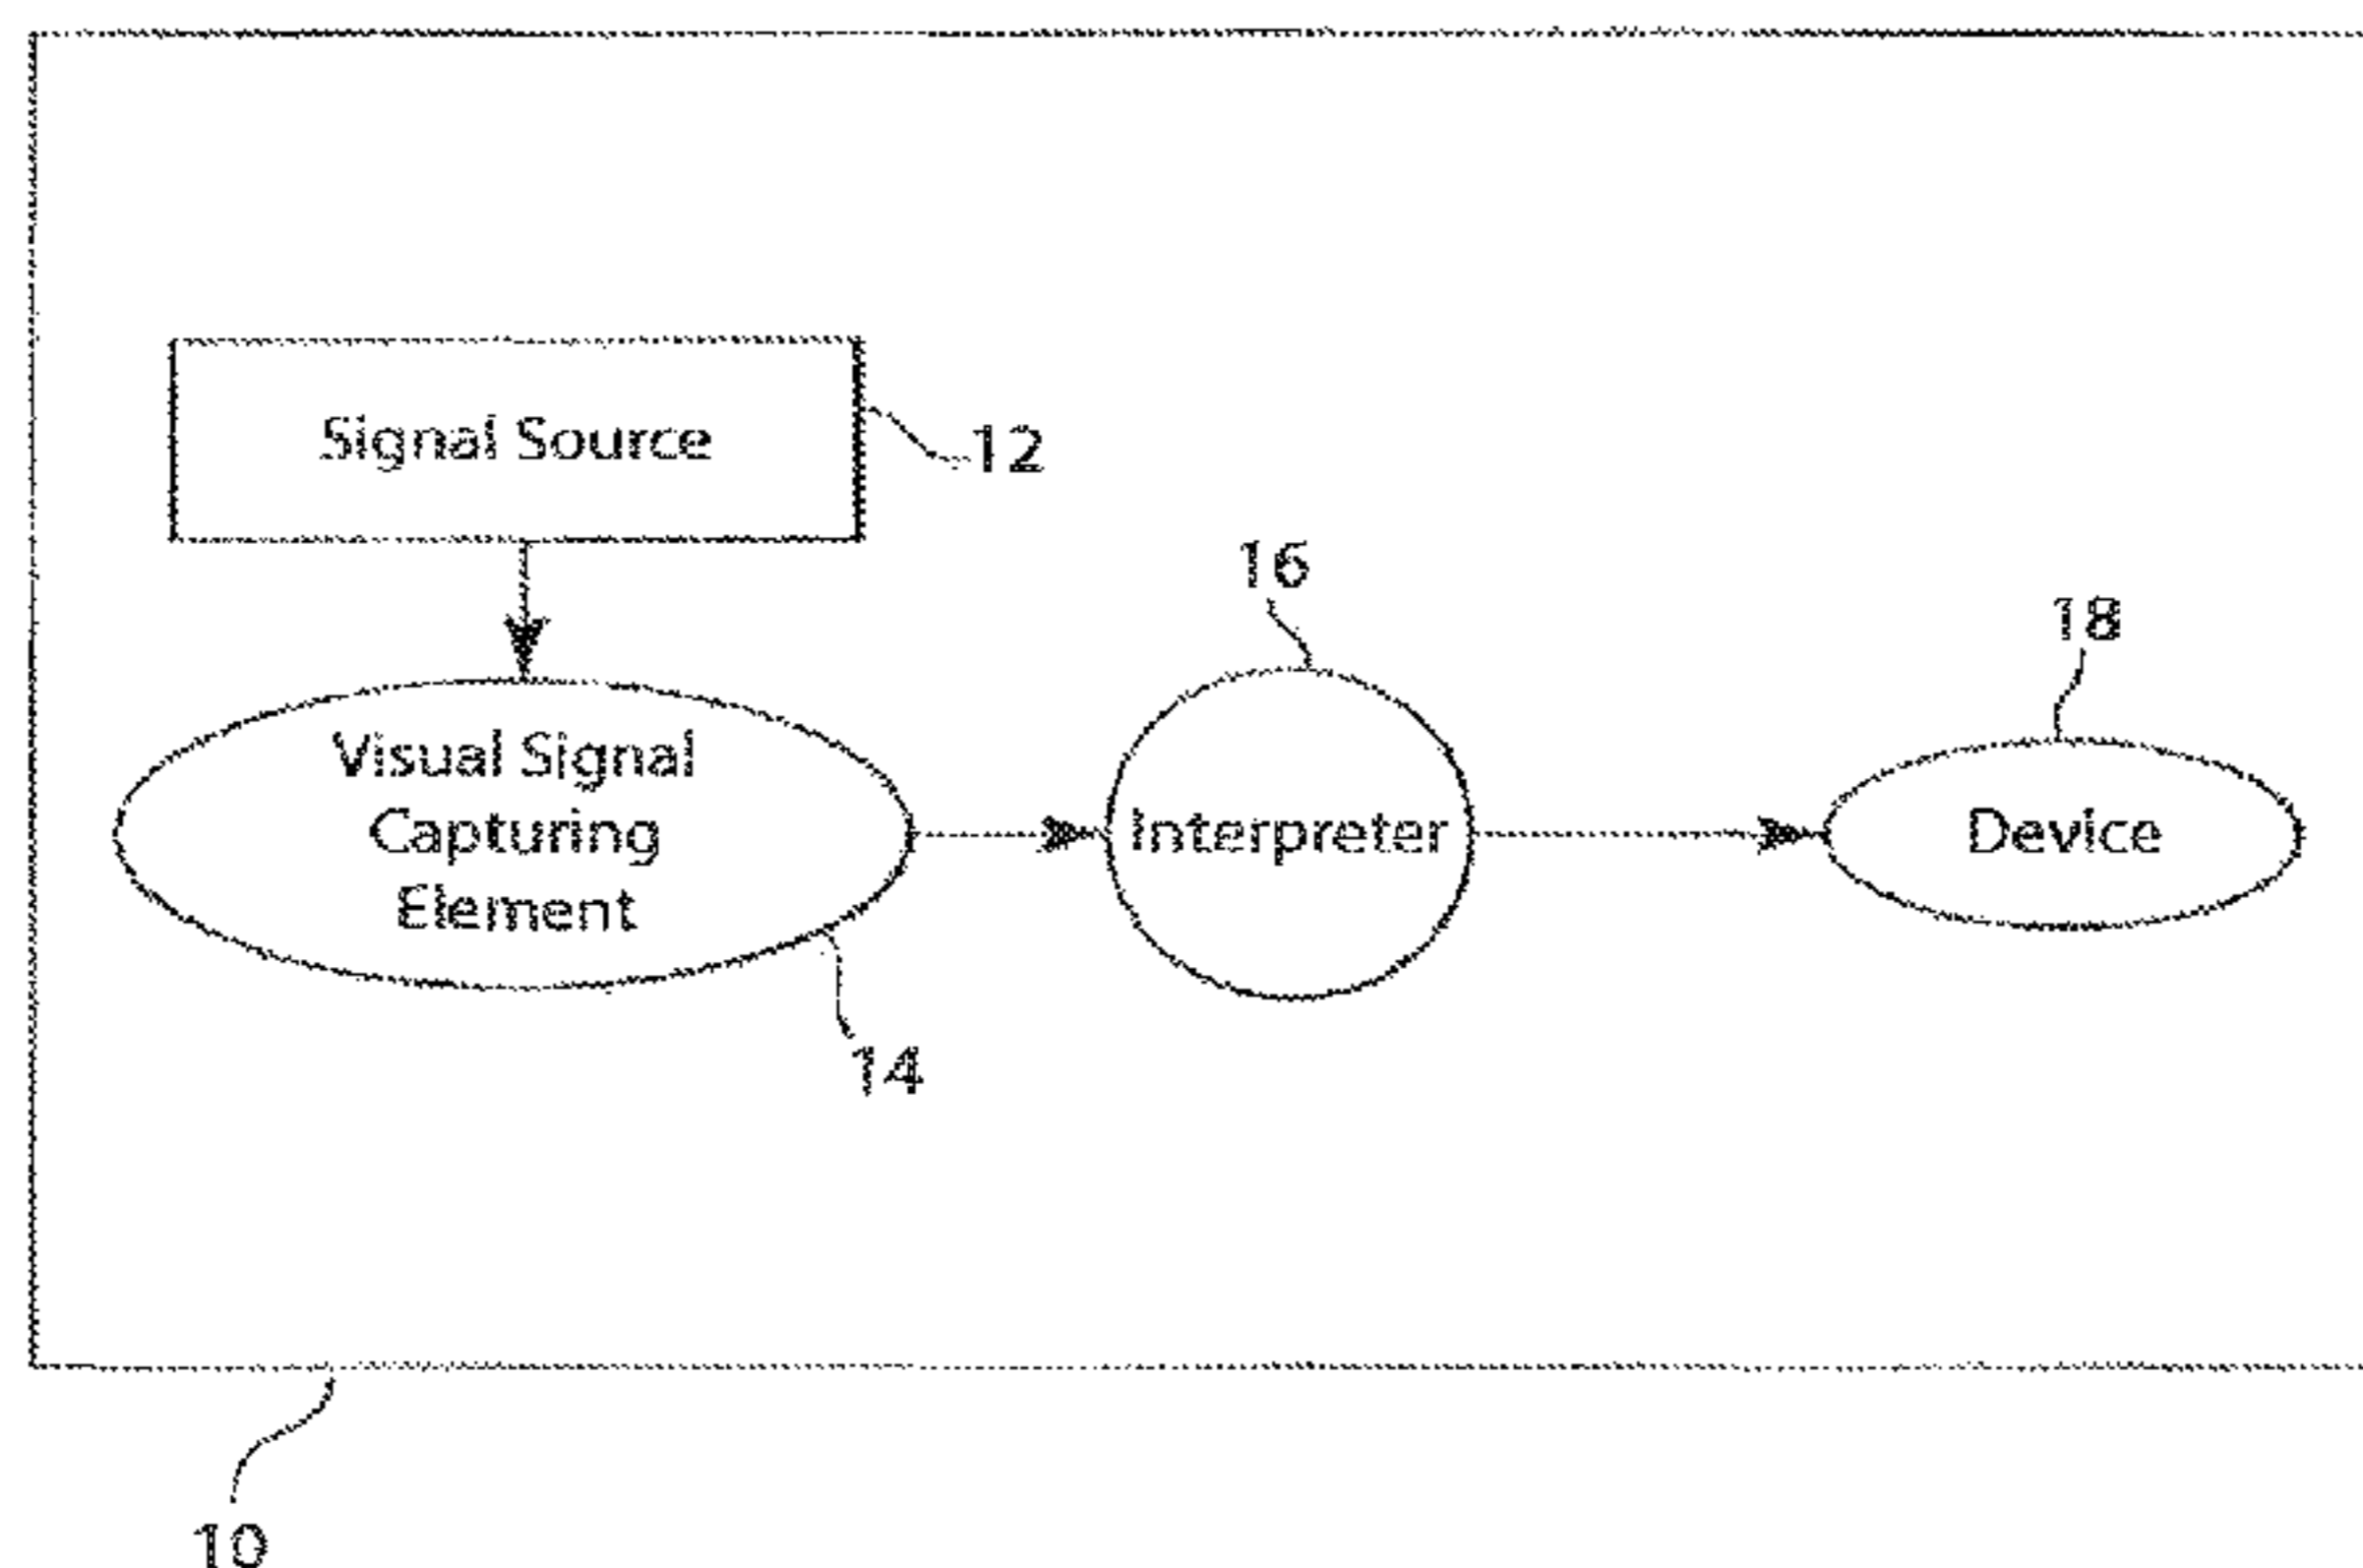 Signal Source
12
16
18
Visual Signal
Capturing
Element
Interpreter
Device
14
10